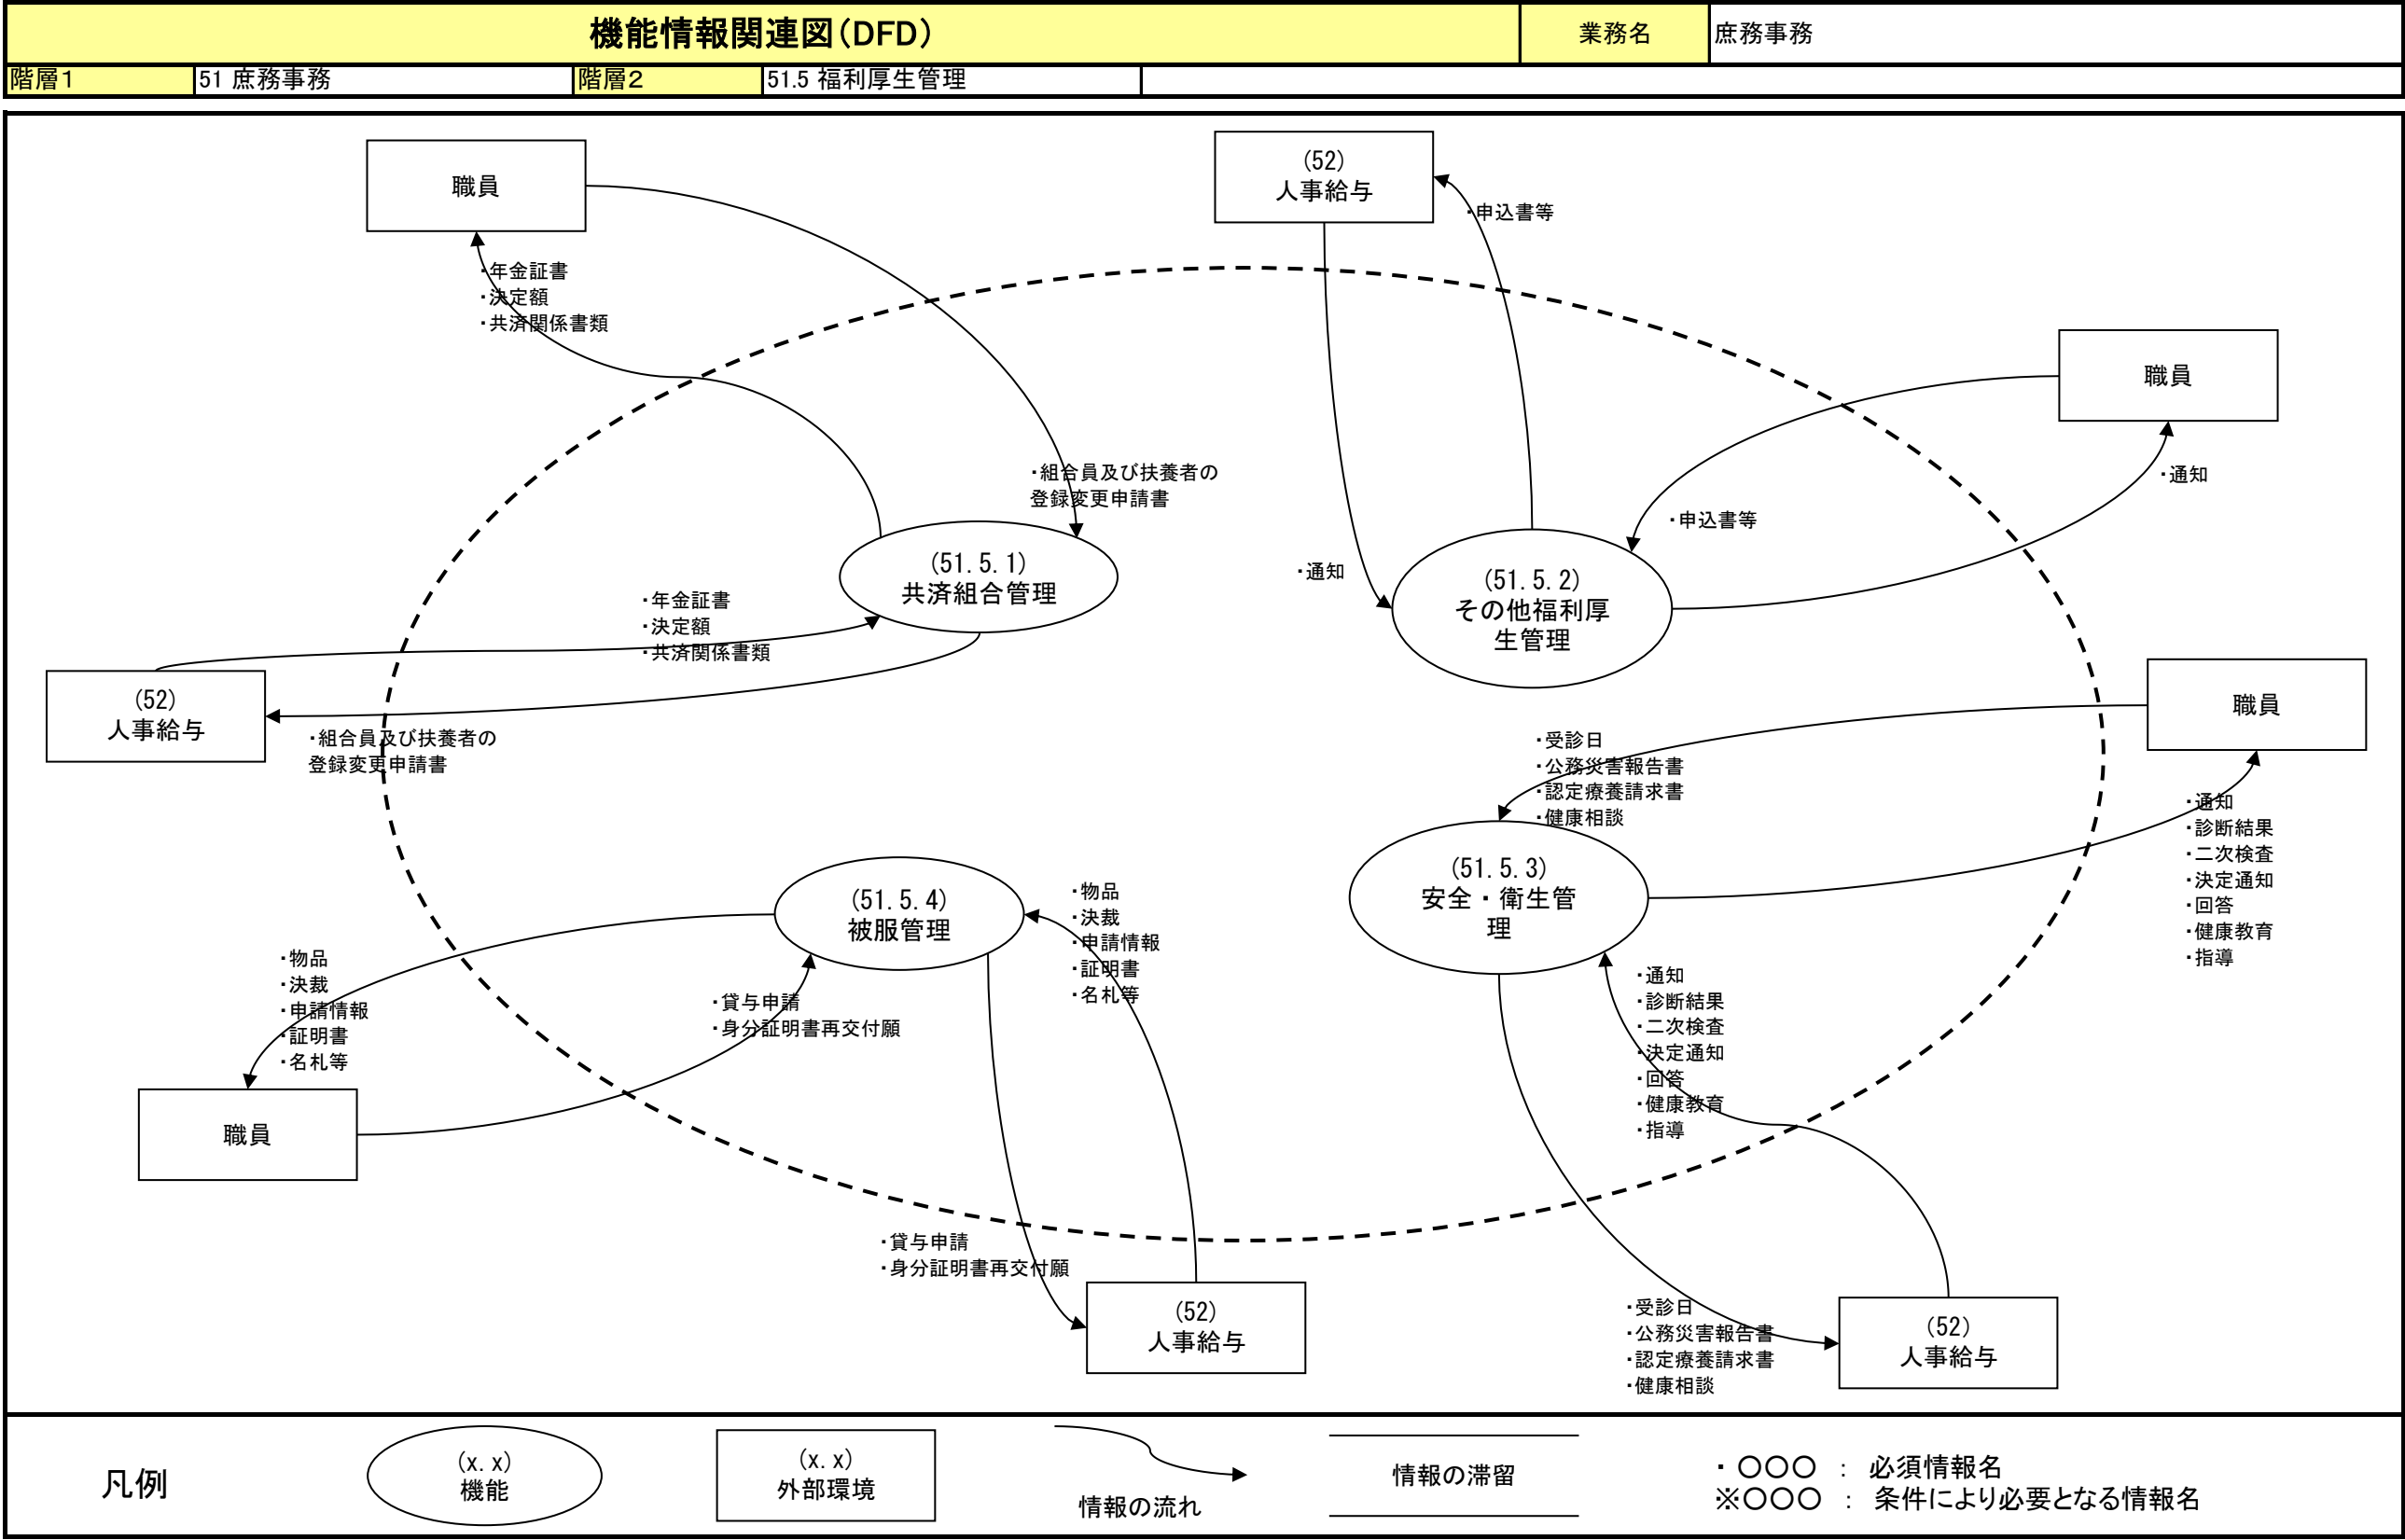 機能情報関連図（DFD）
業務名
庶務事務
階層１
51 庶務事務
階層２
51.5 福利厚生管理
職員
(52)
人事給与
・申込書等
・年金証書
・決定額
・共済関係書類
職員
・組合員及び扶養者の
登録変更申請書
・通知
・申込書等
(51.5.1)
共済組合管理
・通知
(51.5.2)
その他福利厚
生管理
・年金証書
・決定額
・共済関係書類
(52)
人事給与
・組合員及び扶養者の
登録変更申請書
職員
・受診日
・公務災害報告書
・認定療養請求書
・健康相談
・通知
・診断結果
・二次検査
・決定通知
・回答
・健康教育
・指導
(51.5.3)
安全・衛生管
理
(51.5.4)
被服管理
・物品
・決裁
・申請情報
・証明書
・名札等
・物品
・決裁
・申請情報
・証明書
・名札等
・貸与申請
・身分証明書再交付願
・通知
・診断結果
・二次検査
・決定通知
・回答
・健康教育
・指導
職員
・貸与申請
・身分証明書再交付願
(52)
人事給与
・受診日
・公務災害報告書
・認定療養請求書
・健康相談
(52)
人事給与
凡例
(x.x)
機能
(x.x)
外部環境
情報の流れ
情報の滞留
・ 〇〇〇 ： 必須情報名
※〇〇〇 ： 条件により必要となる情報名